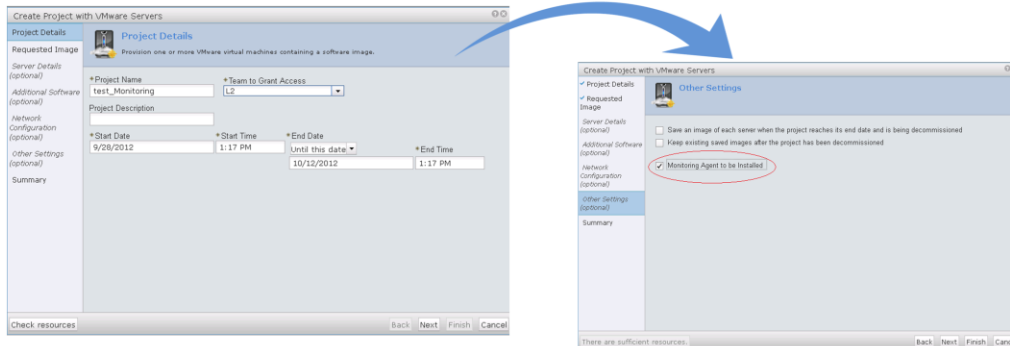 Create Project with VMware Servers
Project Details
Requested Image
Server Details
(optional)
Additional Software
(optional)
Network
Configuration
(optional)
Other Settings
(optional)
Summary
Project Details
Provision one or more VMware virtual machines containing a software image.
*Project Name
*Team to Grant Access
test_Monitoring
L2
Project Description
*Start Date
*Start Time
*End Date
9/28/2012
1:17 PM
Until this date
*End Time
10/12/2012
1:17 PM
Check resources
Back
Next
Finish
Cancel
Create Project with VMware Servers
Project Details
Requested
Image
Server Details
(optional)
Additional Software
(optional)
Network
Configuration
(optional)
Other Settings
(optional)
Summary
Other Settings
Save an image of each server when the project reaches its end date and is being decommissioned
Keep existing saved images after the project has been decommissioned
Monitoring Agent to be Installed
There are sufficient resources.
Back
Next
Finish